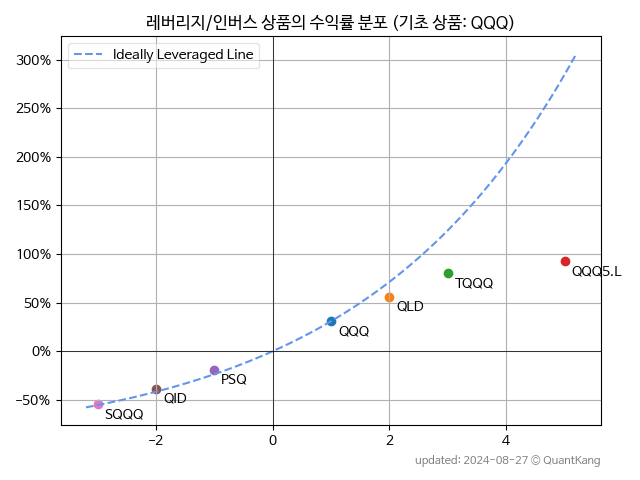 레버리지/인버스 상품의 수익률 분포 (기초 상품: QQQ)
Ideally Leveraged Line
300%
250%
200%
150%
100%
50%
0%
−50%
QQQ5.L
TQQQ
QLD
QQQ
PSQ
QID
SQQQ
−2 0 2 4
updated: 2024-08-27 © QuantKang